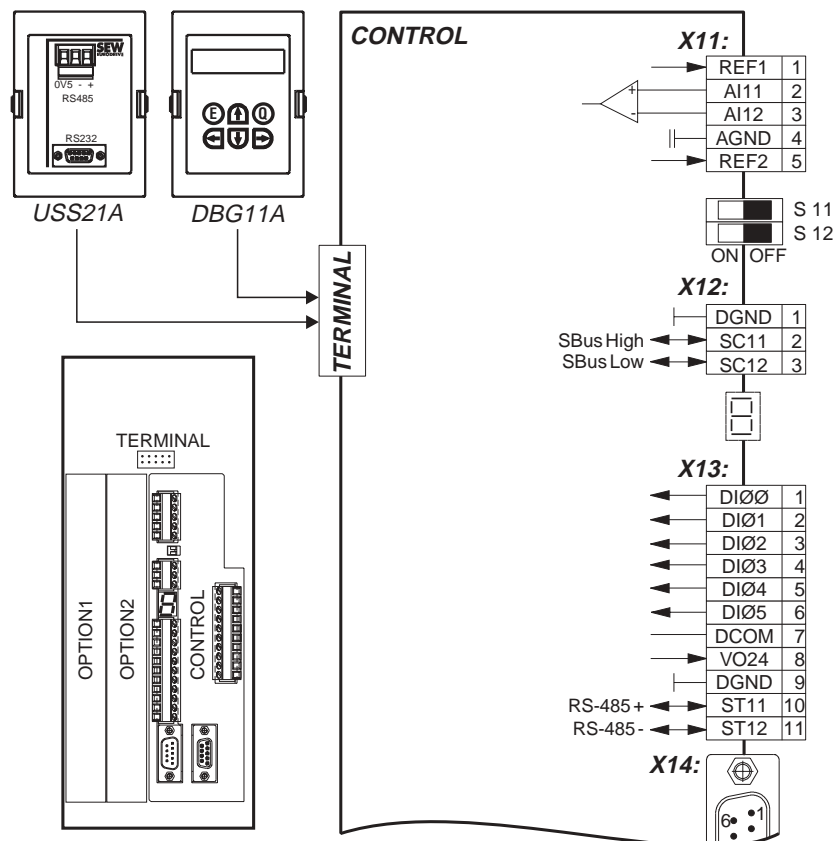 SEW
EURODRIVE
0V5 - +
RS485
RS232
USS21A
E
Q
DBG11A
TERMINAL
OPTION1
OPTION2
CONTROL
CONTROL
TERMINAL
X11:
REF1 1
+ AI11 2
- AI12 3
AGND 4
REF2 5
S 11
S 12
ON OFF
X12:
DGND 1
SBus High SC11 2
SBus Low SC12 3
X13:
DIØØ 1
DIØ1 2
DIØ2 3
DIØ3 4
DIØ4 5
DIØ5 6
DCOM 7
VO24 8
DGND 9
RS-485+ ST11 10
RS-485- ST12 11
X14:
6 1